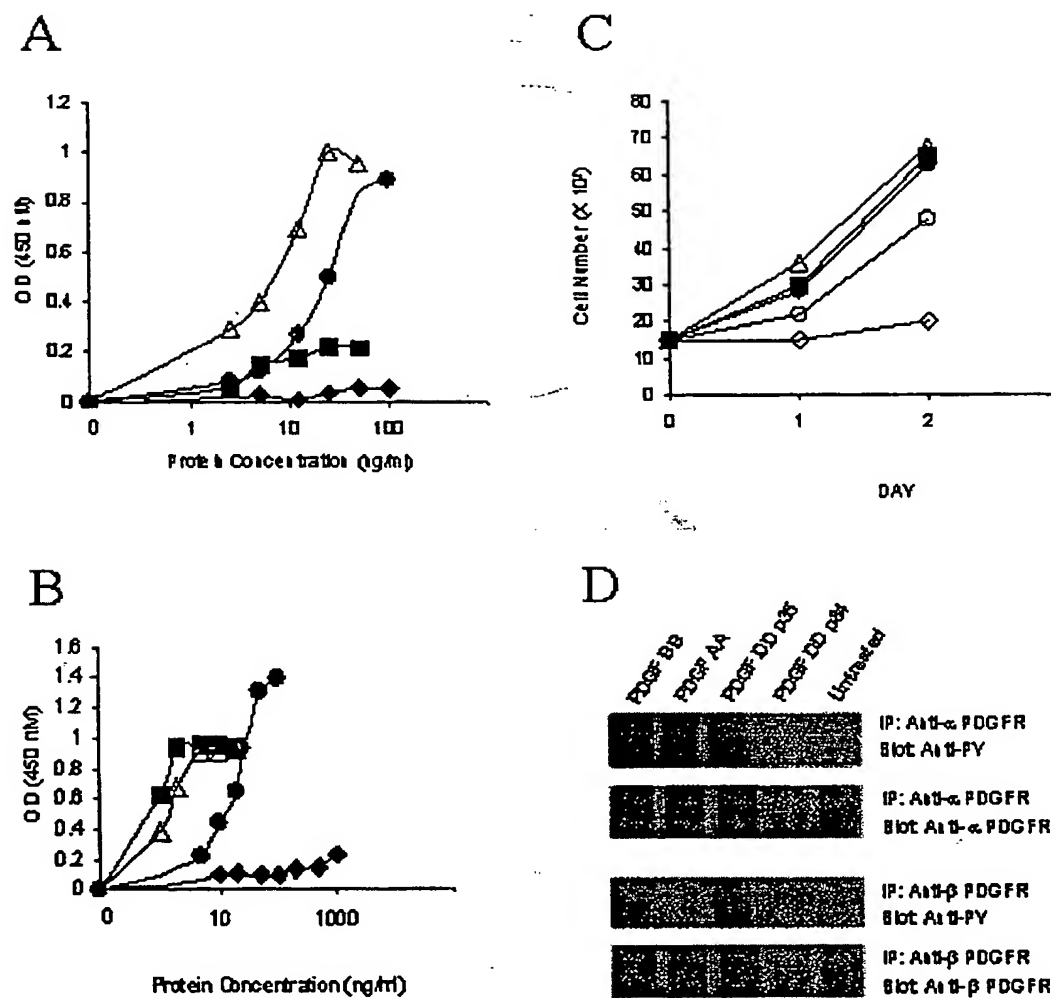 A
1.2
1
0.8
0.6
0.4
0.2
0
OD (450 nM)
0
1
10
100
Protein Concentration (ng/ml)
B
1.6
1.4
1.2
1
0.8
0.6
0.4
0.2
0
OD (450 nM)
0
10
1000
Protein Concentration (ng/ml)
C
80
70
60
50
40
30
20
10
0
Cell Number (X 10
0
1
2
DAY
D
PDGF BB
PDGF AA
PDGF DD p35
PDGF DD p84
Untreated
IP: Anti-α PDGFR
Blot: Anti-PY
IP: Anti-α PDGFR
Blot: Anti-α PDGFR
IP: Anti-β PDGFR
Blot: Anti-PY
IP: Anti-β PDGFR
Blot: Anti-β PDGFR